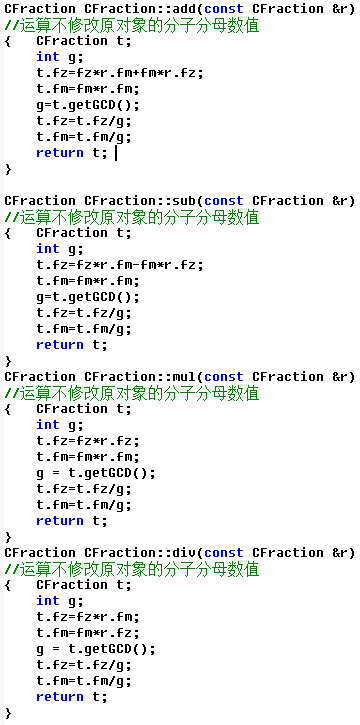 CFraction CFraction::add(const CFraction &r)
//运算不修改原对象的分子分母数值
{   CFraction t;
    int g;
    t.fz=fz*r.fm+fm*r.fz;
    t.fm=fm*r.fm;
    g=t.getGCD();
    t.fz=t.fz/g;
    t.fm=t.fm/g;
    return t;
}

CFraction CFraction::sub(const CFraction &r)
//运算不修改原对象的分子分母数值
{   CFraction t;
    int g;
    t.fz=fz*r.fm-fm*r.fz;
    t.fm=fm*r.fm;
    g=t.getGCD();
    t.fz=t.fz/g;
    t.fm=t.fm/g;
    return t;
}
CFraction CFraction::mul(const CFraction &r)
//运算不修改原对象的分子分母数值
{   CFraction t;
    int g;
    t.fz=fz*r.fz;
    t.fm=fm*r.fm;
    g = t.getGCD();
    t.fz=t.fz/g;
    t.fm=t.fm/g;
    return t;
}
CFraction CFraction::div(const CFraction &r)
//运算不修改原对象的分子分母数值
{   CFraction t;
    int g;
    t.fz=fz*r.fm;
    t.fm=fm*r.fz;
    g = t.getGCD();
    t.fz=t.fz/g;
    t.fm=t.fm/g;
    return t;
}